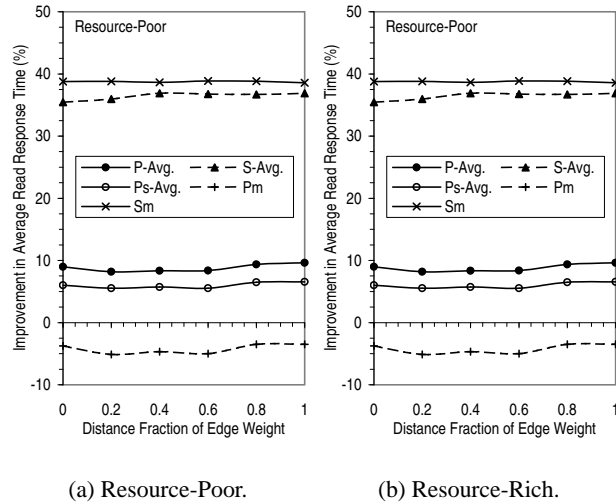 Resource-Poor
Improvement in Average Read Response Time (%)
50
40
30
20
10
0
-10
P-Avg.
S-Avg.
Ps-Avg.
Pm
Sm
0 0.2 0.4 0.6 0.8 1
Distance Fraction of Edge Weight
(a) Resource-Poor.
Resource-Poor
Improvement in Average Read Response Time (%)
50
40
30
20
10
0
-10
P-Avg.
S-Avg.
Ps-Avg.
Pm
Sm
0 0.2 0.4 0.6 0.8 1
Distance Fraction of Edge Weight
(b) Resource-Rich.